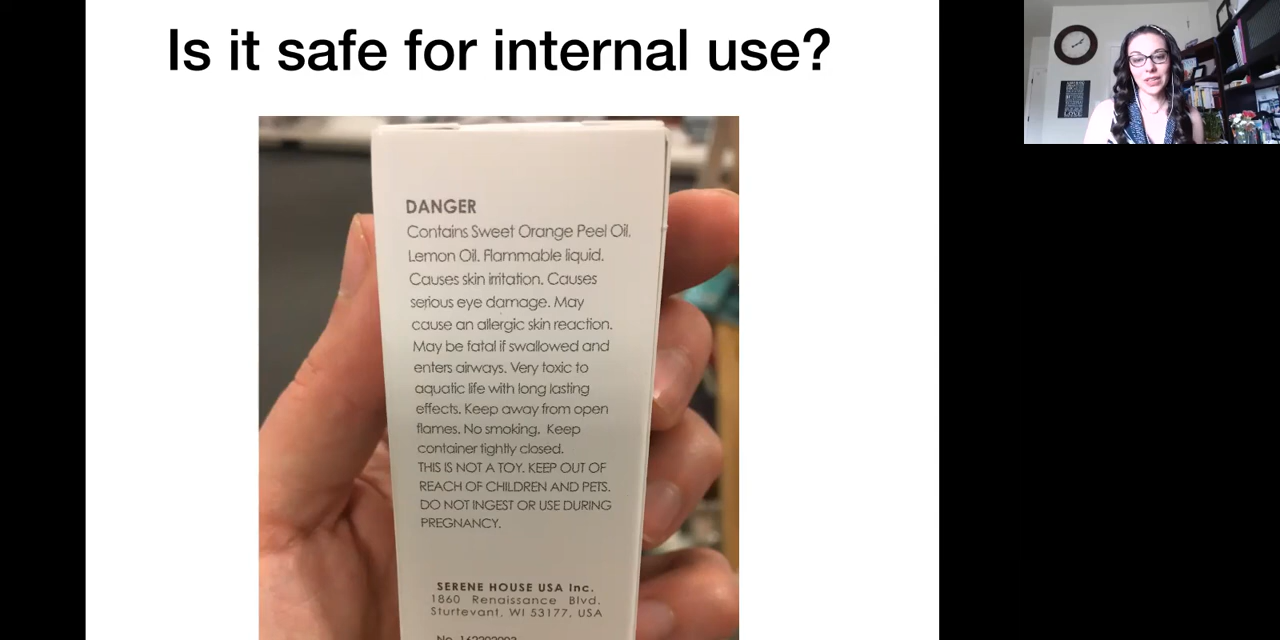 Is it safe for internal use?
DANGER
Contains Sweet Orange Peel Oil.
Lemon Oil. Flammable liquid.
Causes skin irritation. Causes
serious eye damage. May
cause an allergic skin reaction.
May be fatal if swallowed and
enters airways. Very toxic to
aquatic life with long lasting
effects. Keep away from open
flames. No smoking. Keep
container tightly closed.
THIS IS NOT A TOY. KEEP OUT OF
REACH OF CHILDREN AND PETS.
DO NOT INGEST OR USE DURING
PREGNANCY.
SERENE HOUSE USA Inc.
1860 Renaissance Blvd.
Sturtevant, WI 53177, USA